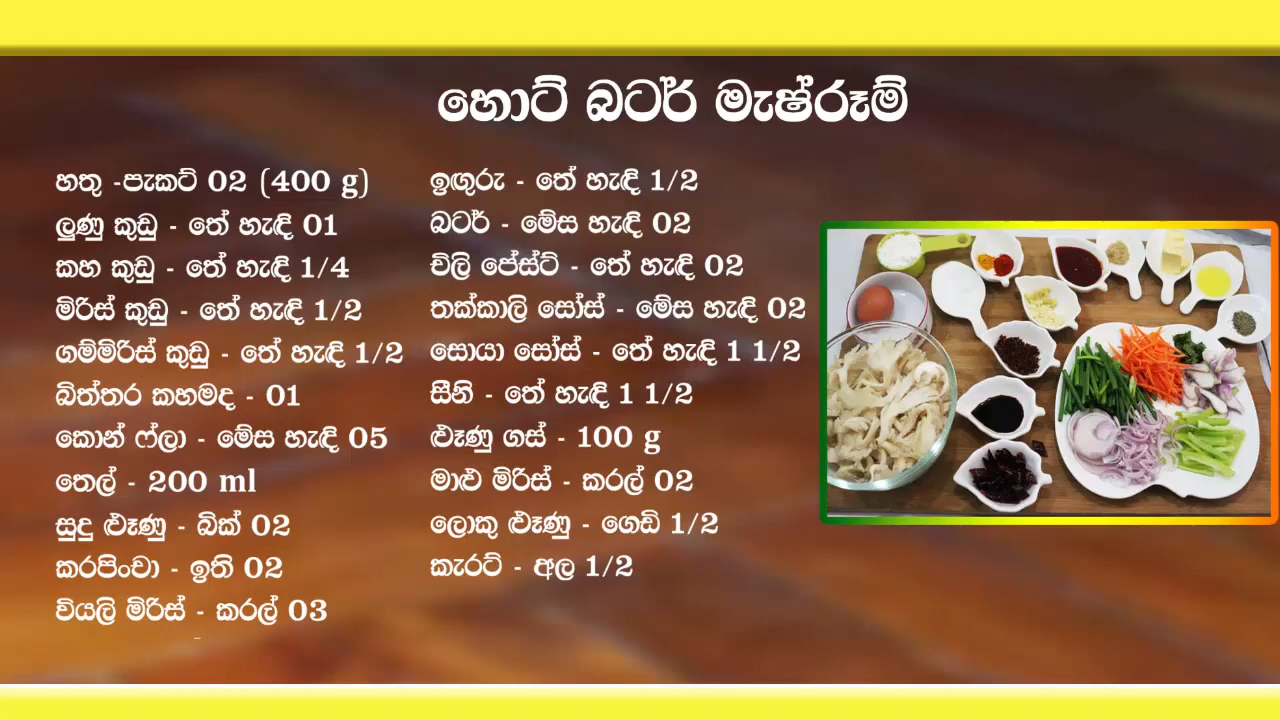 හොට් බටර් මැෂ්රූම්
හතු -පැකට් 02 (400 g)
ලුණු කුඩු - තේ හැඳි 01
කහ කුඩු - තේ හැඳි 1/4
මිරිස් කුඩු - තේ හැඳි 1/2
ගම්මිරිස් කුඩු - තේ හැඳි 1/2
බිත්තර කහමද - 01
කොන් ෆ්ලා - මේස හැඳි 05
තෙල් - 200 ml
සුදු ළූණු - බික් 02
කරපිංචා - ඉති 02
වියලි මිරිස් - කරල් 03
ඉඟුරු - තේ හැඳි 1/2
බටර් - මේස හැඳි 02
චිලි පේස්ට් - තේ හැඳි 02
තක්කාලි සෝස් - මේස හැඳි 02
සොයා සෝස් - තේ හැඳි 1 1/2
සීනි - තේ හැඳි 1 1/2
ළූණු ගස් - 100 g
මාළු මිරිස් - කරල් 02
ලොකු ළූණු - ගෙඩි 1/2
කැරට් - අල 1/2